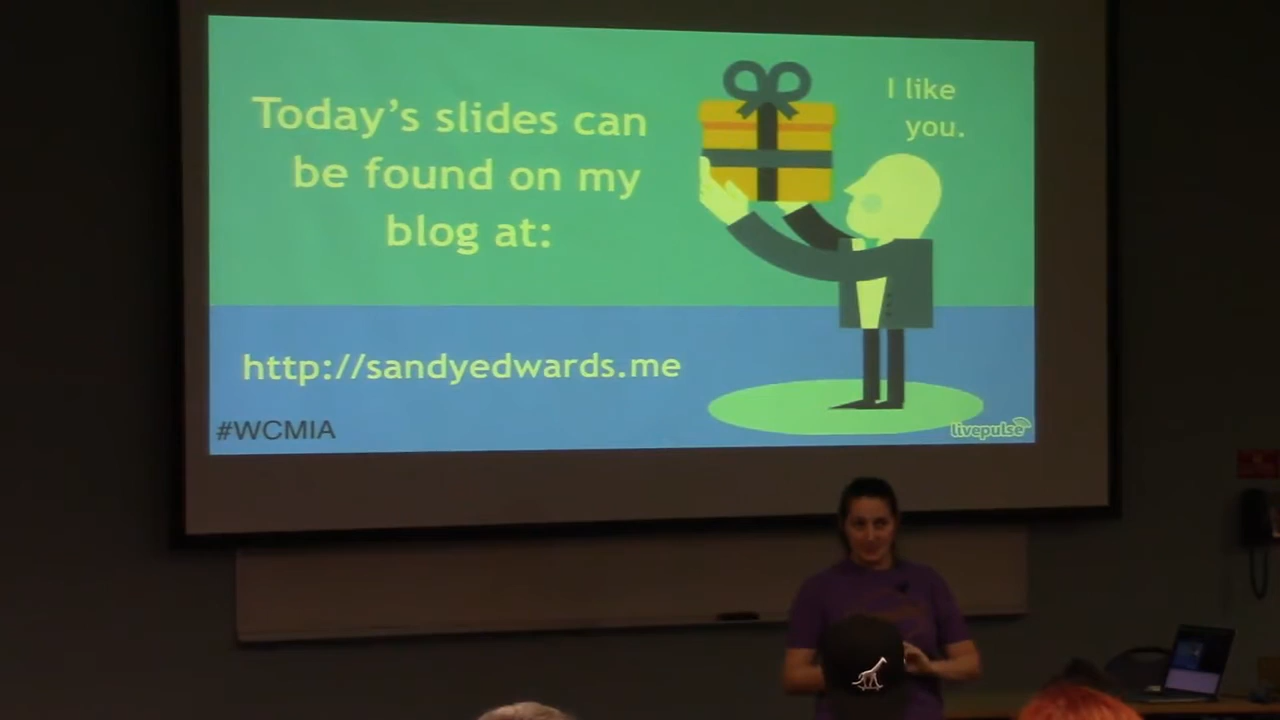 Today's slides can
be found on my
blog at:
I like
you.
http://sandyedwards.me
#WCMIA
livepulse